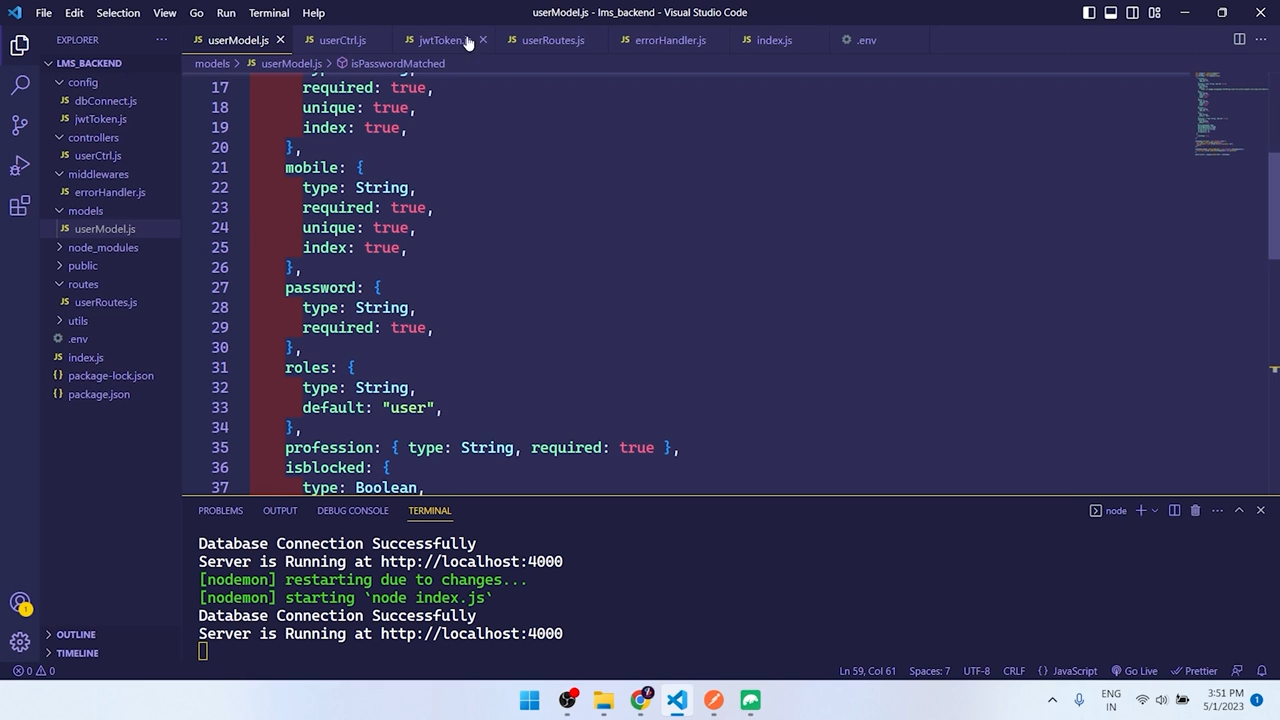 File Edit Selection View Go Run Terminal Help
userModel.js - lms_backend - Visual Studio Code
EXPLORER
userModel.js
userCtrl.js
jwtToken.js
userRoutes.js
errorHandler.js
index.js
.env
models > userModel.js > isPasswordMatched
LMS_BACKEND
config
dbConnect.js
jwtToken.js
controllers
userCtrl.js
middlewares
errorHandler.js
models
userModel.js
node_modules
public
routes
userRoutes.js
utils
.env
index.js
package-lock.json
package.json
OUTLINE
TIMELINE
17 required: true,
18 unique: true,
19 index: true,
20 },
21 mobile: {
22 type: String,
23 required: true,
24 unique: true,
25 index: true,
26 },
27 password: {
28 type: String,
29 required: true,
30 },
31 roles: {
32 type: String,
33 default: "user",
34 },
35 profession: { type: String, required: true },
36 isblocked: {
37 type: Boolean,
PROBLEMS OUTPUT DEBUG CONSOLE TERMINAL
node
Database Connection Successfully
Server is Running at http://localhost:4000
[nodemon] restarting due to changes...
[nodemon] starting `node index.js`
Database Connection Successfully
Server is Running at http://localhost:4000
1
0 0
Ln 59, Col 61 Spaces: 7 UTF-8 CRLF {} JavaScript Go Live Prettier
ENG
IN
3:51 PM
5/1/2023